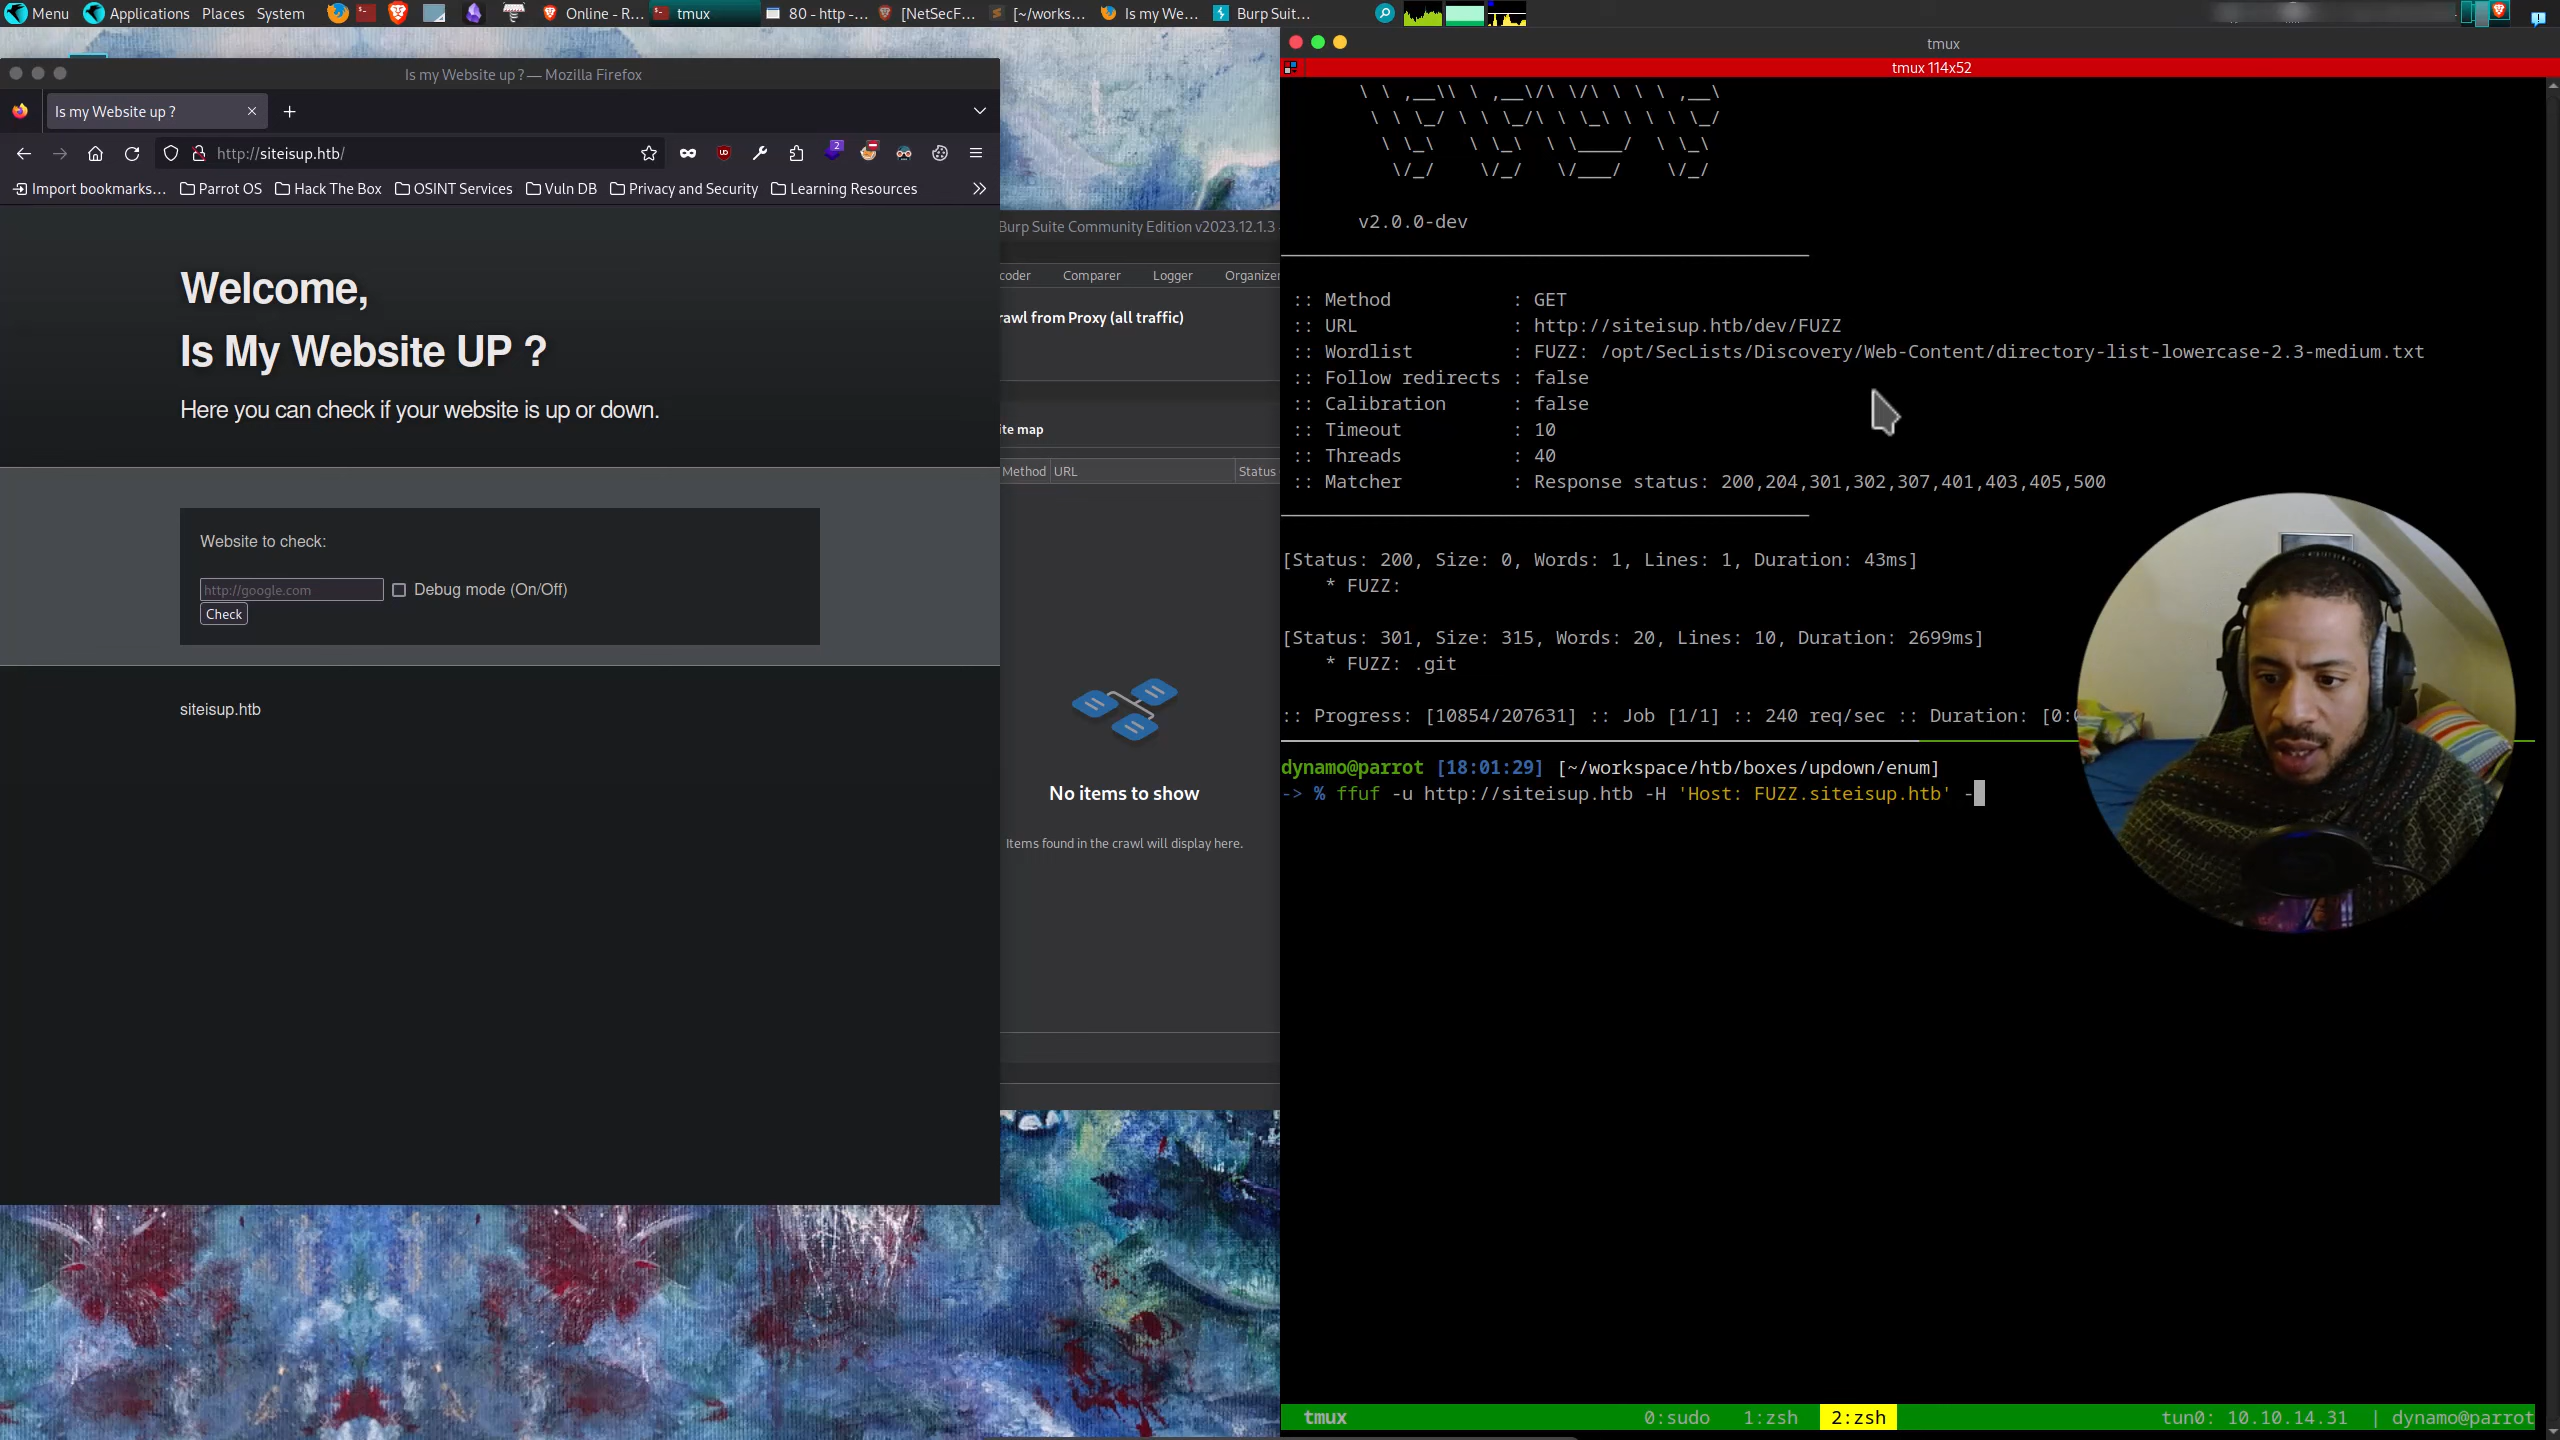 Menu Applications Places System Online - R... tmux 80 - http -... [NetSecF... [~/works... Is my We... Burp Suit...
Is my Website up ? — Mozilla Firefox
Is my Website up ?
http://siteisup.htb/
2
Import bookmarks... Parrot OS Hack The Box OSINT Services Vuln DB Privacy and Security Learning Resources
Welcome,
Is My Website UP ?
Here you can check if your website is up or down.
Website to check:
http://google.com Debug mode (On/Off)
Check
siteisup.htb
Burp Suite Community Edition v2023.12.1.3 -
coder Comparer Logger Organizer
rawl from Proxy (all traffic)
ite map
Method URL Status
No items to show
Items found in the crawl will display here.
tmux
tmux 114x52
\ \ ,__\\ \ ,__\/\ \/\ \ \ \ ,__\
\ \ \_/ \ \ \_/\ \ \_\ \ \ \ \_/
\ \_\ \ \_\ \ \____/ \ \_\
\/_/ \/_/ \/___/ \/_/
v2.0.0-dev
:: Method : GET
:: URL : http://siteisup.htb/dev/FUZZ
:: Wordlist : FUZZ: /opt/SecLists/Discovery/Web-Content/directory-list-lowercase-2.3-medium.txt
:: Follow redirects : false
:: Calibration : false
:: Timeout : 10
:: Threads : 40
:: Matcher : Response status: 200,204,301,302,307,401,403,405,500
[Status: 200, Size: 0, Words: 1, Lines: 1, Duration: 43ms]
* FUZZ:
[Status: 301, Size: 315, Words: 20, Lines: 10, Duration: 2699ms]
* FUZZ: .git
:: Progress: [10854/207631] :: Job [1/1] :: 240 req/sec :: Duration: [0:
dynamo@parrot [18:01:29] [~/workspace/htb/boxes/updown/enum]
-> % ffuf -u http://siteisup.htb -H 'Host: FUZZ.siteisup.htb' -
tmux 0:sudo 1:zsh 2:zsh tun0: 10.10.14.31 | dynamo@parrot